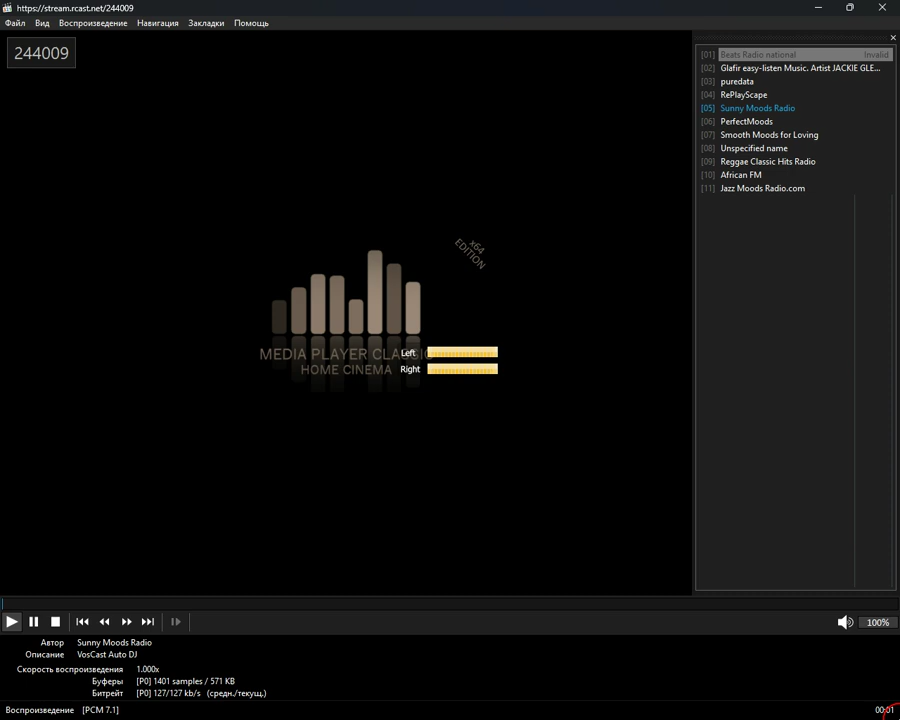 https://stream.rcast.net/244009
Файл Вид Воспроизведение Навигация Закладки Помощь
244009
[01] Beats Radio national Invalid
[02] Glafir easy-listen Music. Artist JACKIE GLE...
[03] puredata
[04] RePlayScape
[05] Sunny Moods Radio
[06] PerfectMoods
[07] Smooth Moods for Loving
[08] Unspecified name
[09] Reggae Classic Hits Radio
[10] African FM
[11] Jazz Moods Radio.com
x64
EDITION
MEDIA PLAYER CLASSIC
HOME CINEMA
Left
Right
100%
Автор Sunny Moods Radio
Описание VosCast Auto DJ
Скорость воспроизведения 1.000x
Буферы [P0] 1401 samples / 571 KB
Битрейт [P0] 127/127 kb/s (средн./текущ.)
Воспроизведение [PCM 7.1] 00:01